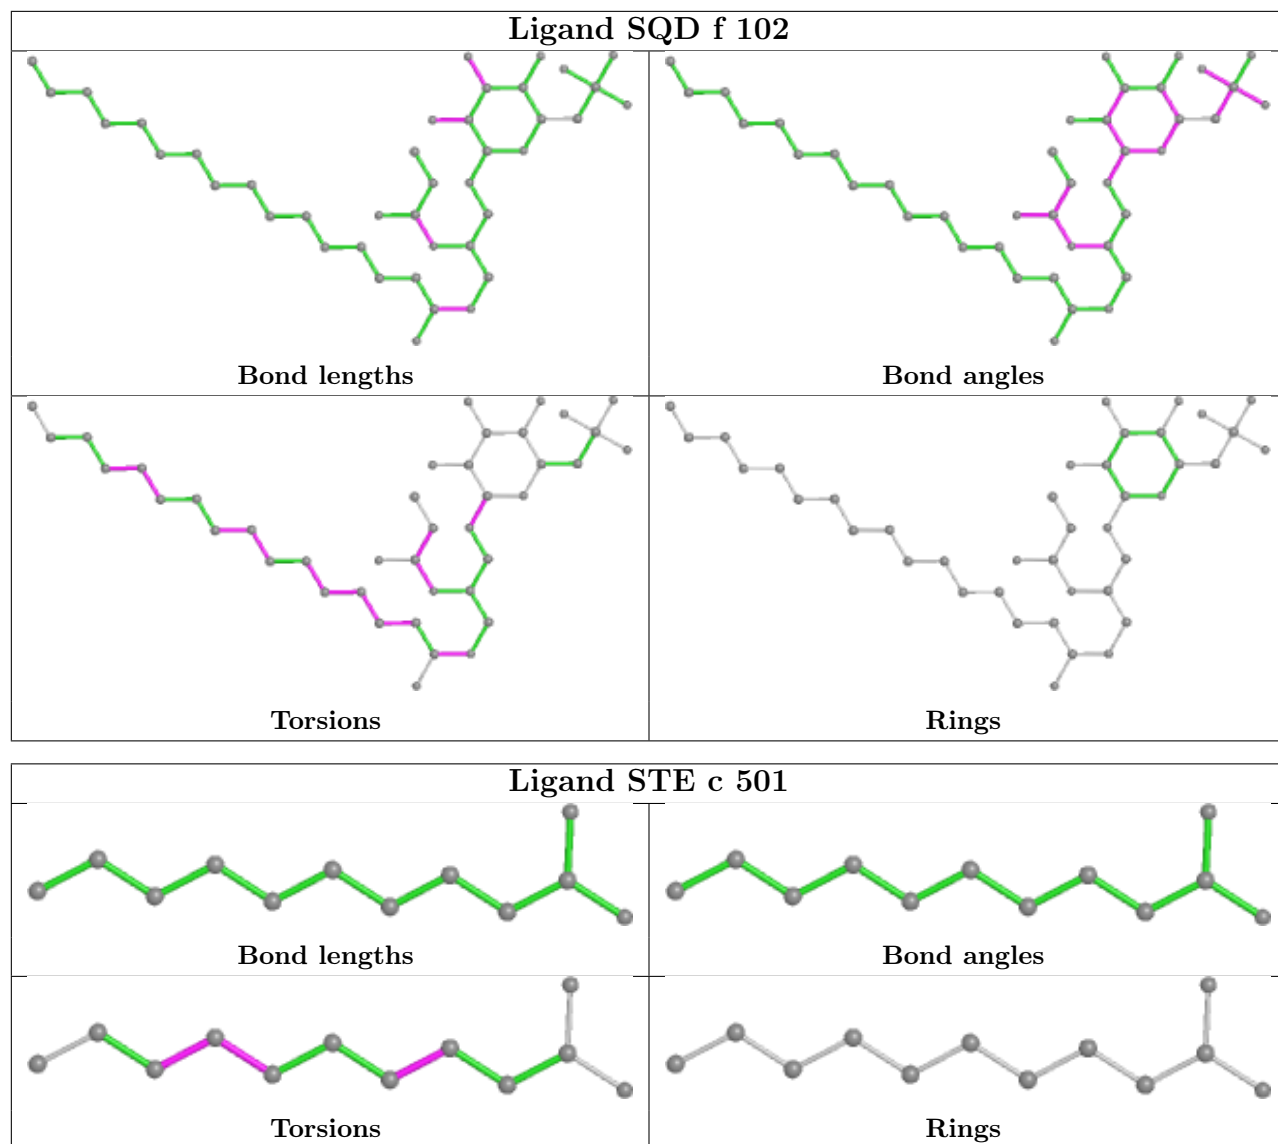 Ligand SQD f 102
Bond lengths
Bond angles
Torsions
Rings
Ligand STE c 501
Bond lengths
Bond angles
Torsions
Rings